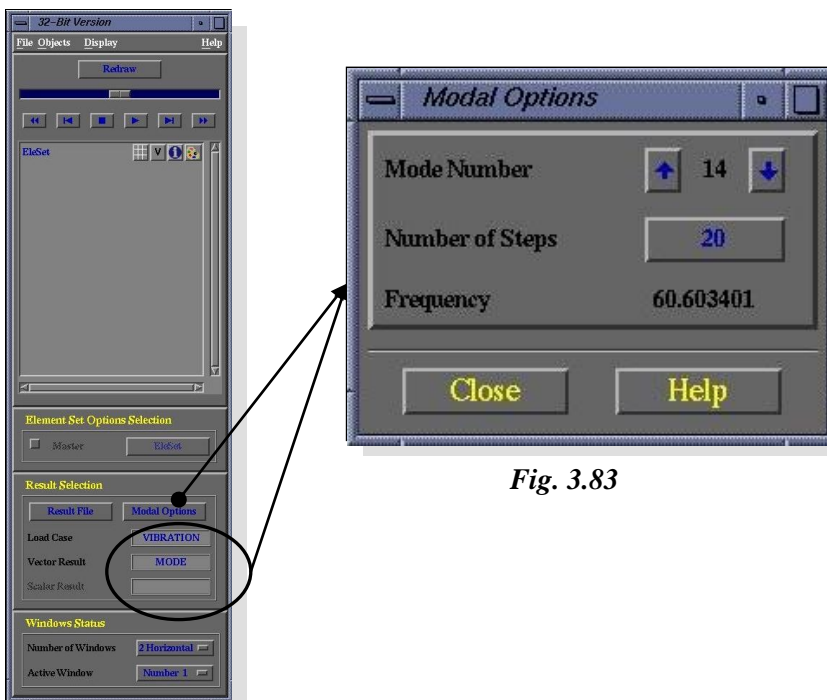 32-Bit Version
File Objects Display Help
Redraw
EleSet
V
Element Set Options Selection
Master EleSet
Result Selection
Result File Modal Options
Load Case VIBRATION
Vector Result MODE
Scalar Result
Windows Status
Number of Windows 2 Horizontal
Active Window Number 1
Modal Options
Mode Number 14
Number of Steps 20
Frequency 60.603401
Close Help
Fig. 3.83